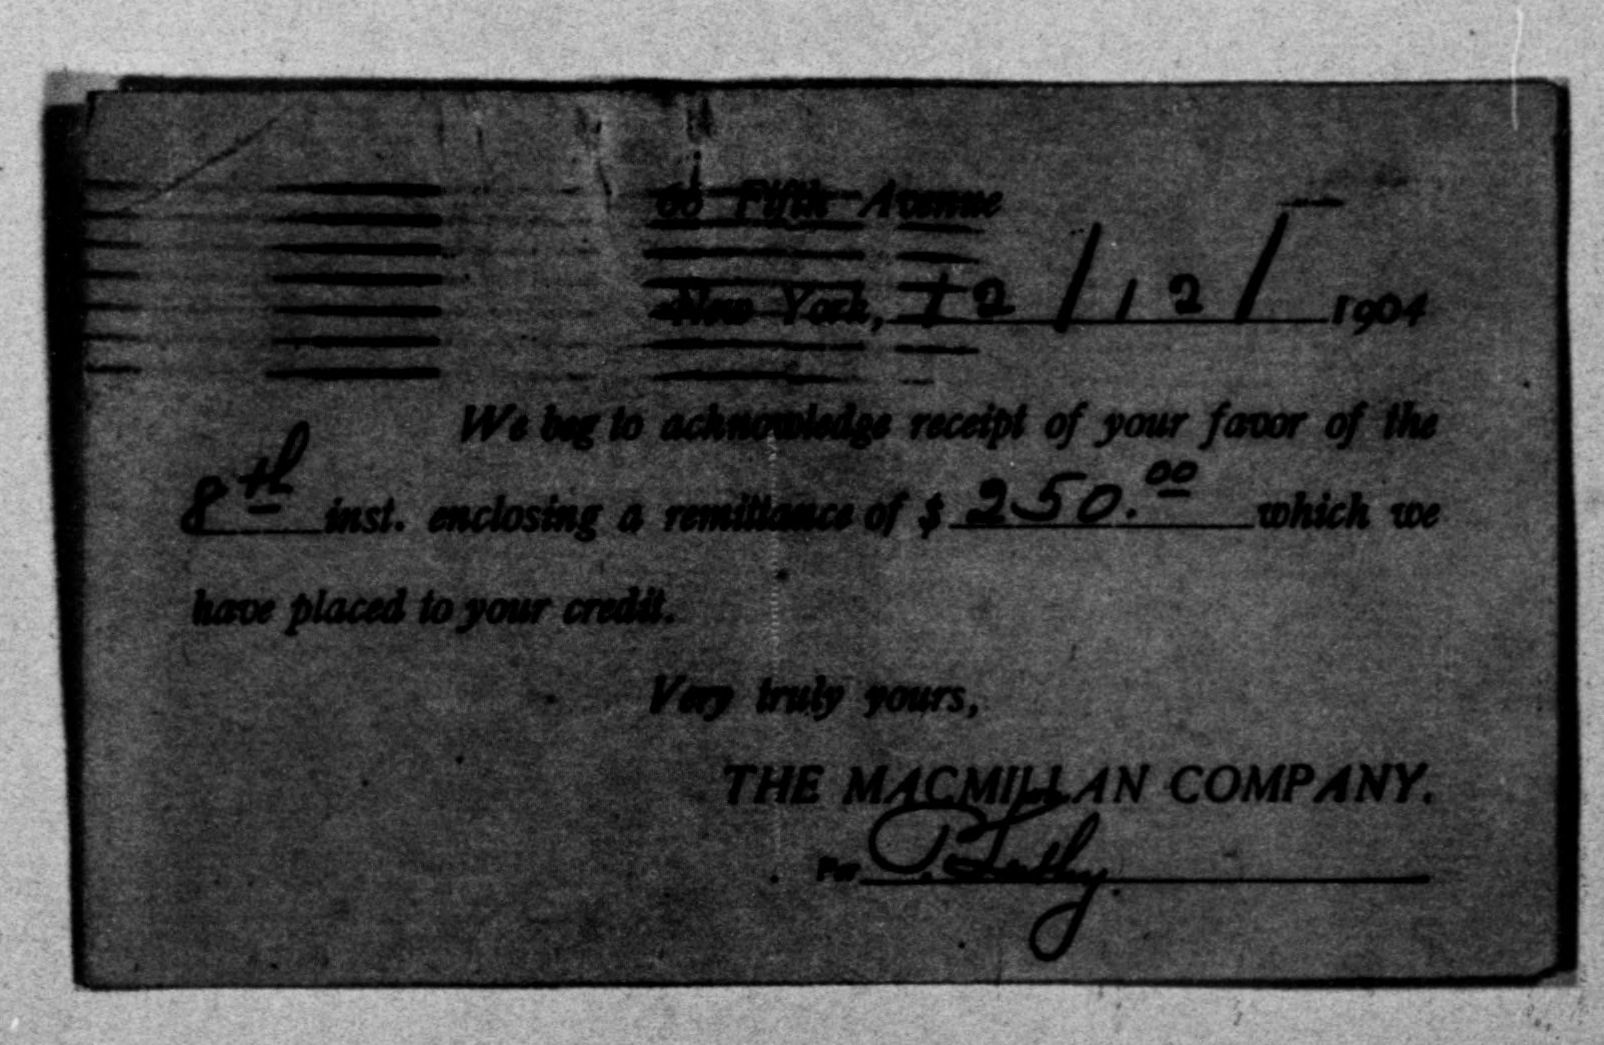 66 Fifth Avenue
New York, 12/12/ 1904
We beg to acknowledge receipt of your favor of the
8th inst. enclosing a remittance of $ 250.00 which we
have placed to your credit.
Very truly yours,
THE MACMILLAN COMPANY.
Per